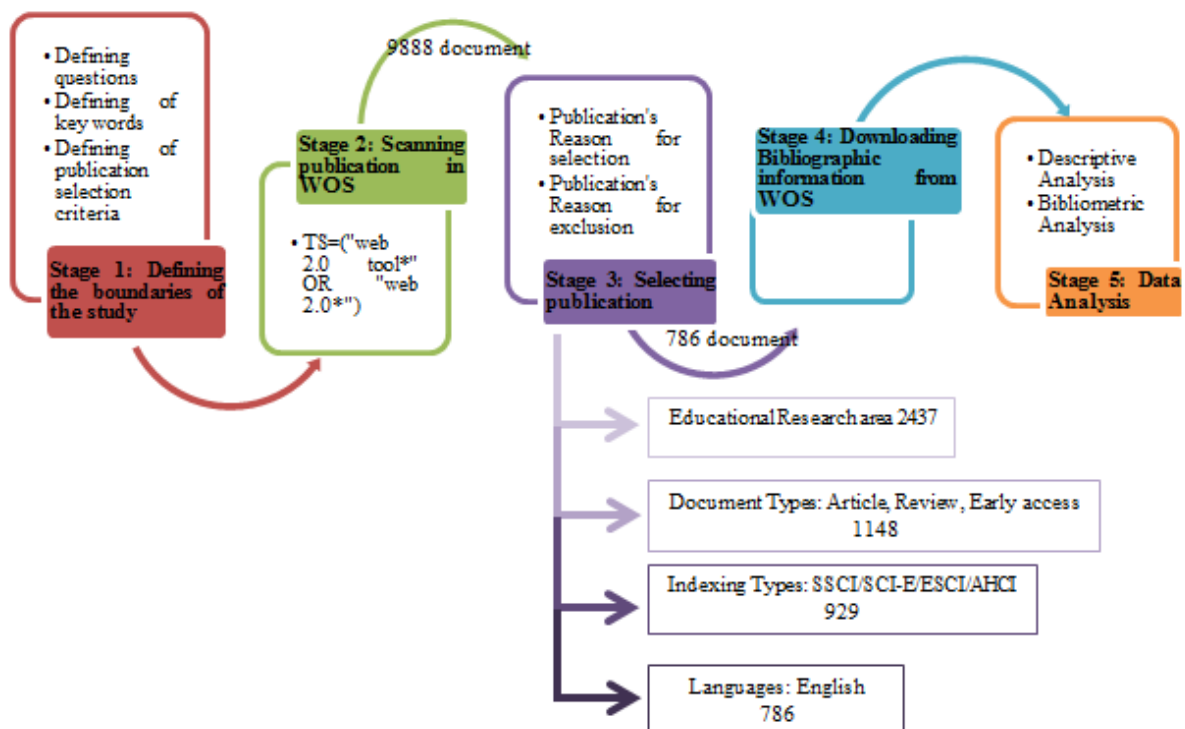 • Defining
questions
• Defining of
key words
• Defining of
publication
selection
criteria
Stage 1: Defining
the boundaries of
the study
9888 document
Stage 2: Scanning
publication in
WOS
• TS=("web
2.0 tool*"
OR "web
2.0*")
• Publication's
Reason for
selection
• Publication's
Reason for
exclusion
Stage 3: Selecting
publication
786 document
Stage 4: Downloading
Bibliographic
information from
WOS
• Descriptive
Analysis
• Bibliometric
Analysis
Stage 5: Data
Analysis
Educational Research area 2437
Document Types: Article, Review, Early access
1148
Indexing Types: SSCI/SCI-E/ESCI/AHCI
929
Languages: English
786